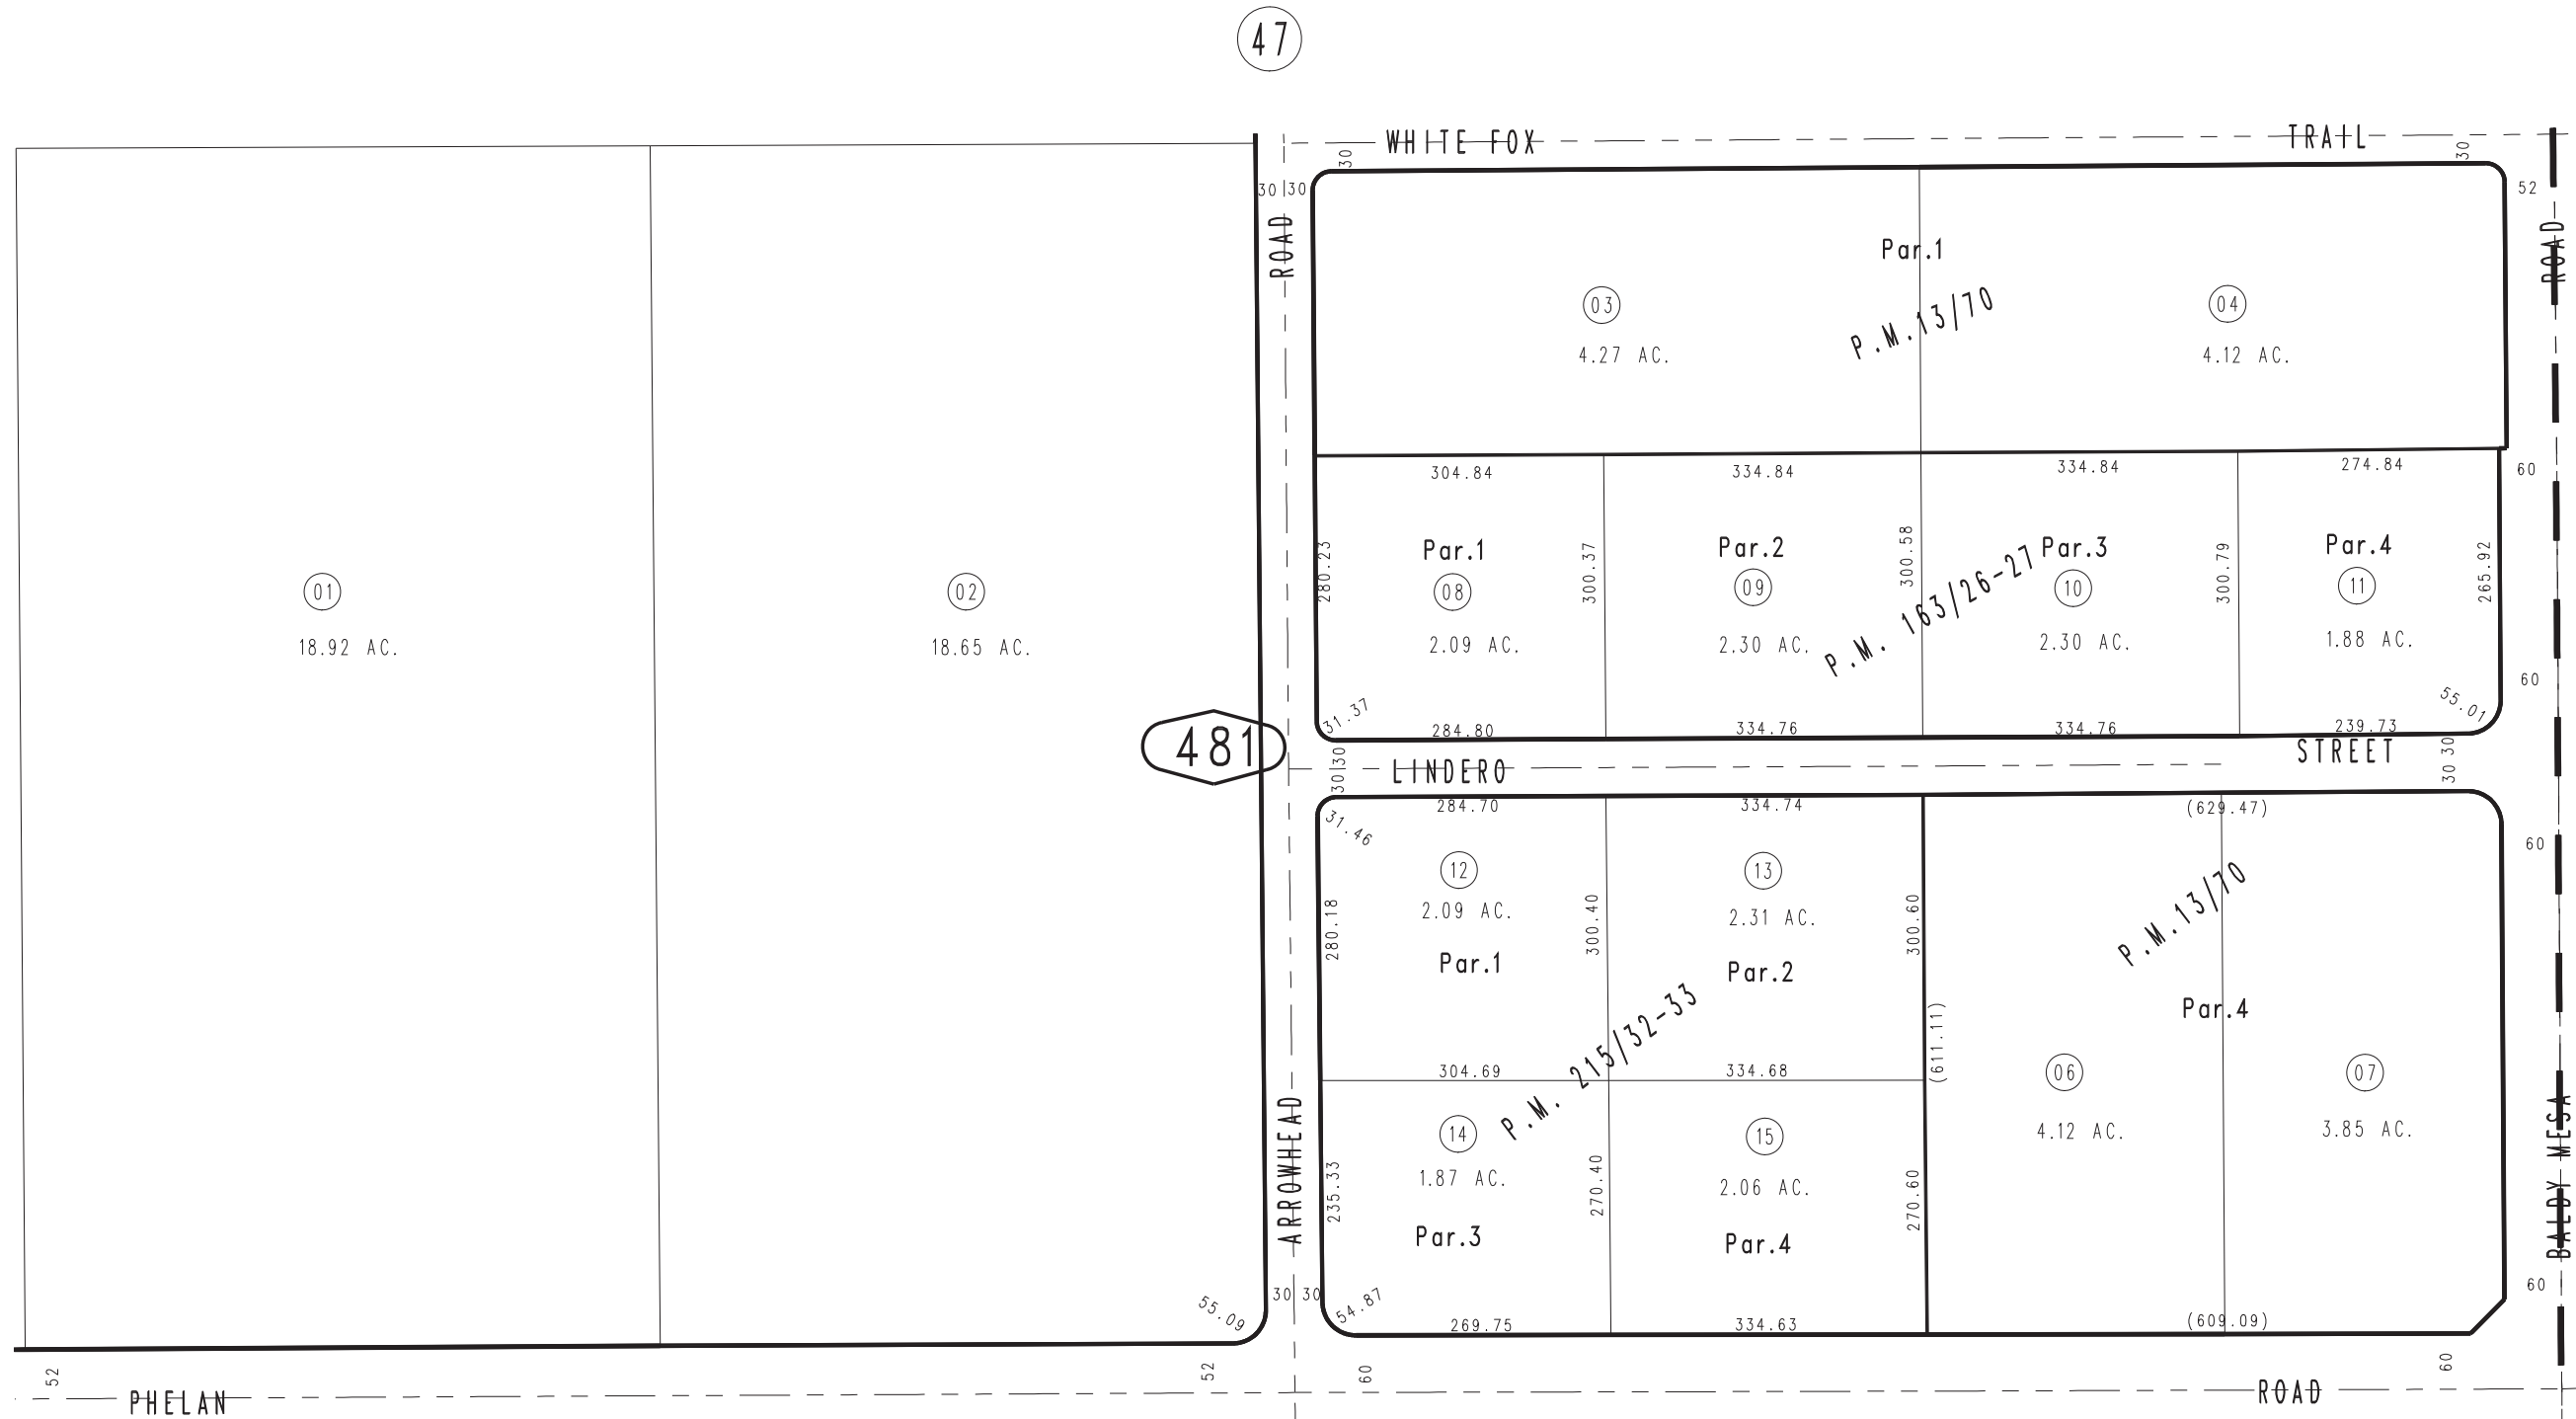 47
WHITE FOX TRAIL
30
30
30 30
52
ROAD
ROAD
Par.1
P.M.13/70
03
4.27 AC.
04
4.12 AC.
304.84
334.84
334.84
274.84
60
280.23
Par.1
08
2.09 AC.
300.37
Par.2
09
2.30 AC.
300.58
P.M. 163/26-27
Par.3
10
2.30 AC.
300.79
Par.4
11
1.88 AC.
265.92
01
18.92 AC.
02
18.65 AC.
60
31.37
284.80
334.76
334.76
239.73
55.01
481
30 30
LINDERO STREET
30 30
31.46
284.70
334.74
(629.47)
60
280.18
12
2.09 AC.
Par.1
300.40
13
2.31 AC.
Par.2
300.60
P.M.13/70
Par.4
P.M. 215/32-33
(611.11)
304.69
334.68
06
4.12 AC.
07
3.85 AC.
ARROWHEAD
BALDY MESA
235.33
14
1.87 AC.
Par.3
270.40
15
2.06 AC.
Par.4
270.60
60
55.09
30 30
54.87
269.75
334.63
(609.09)
52
52
60
60
PHELAN ROAD